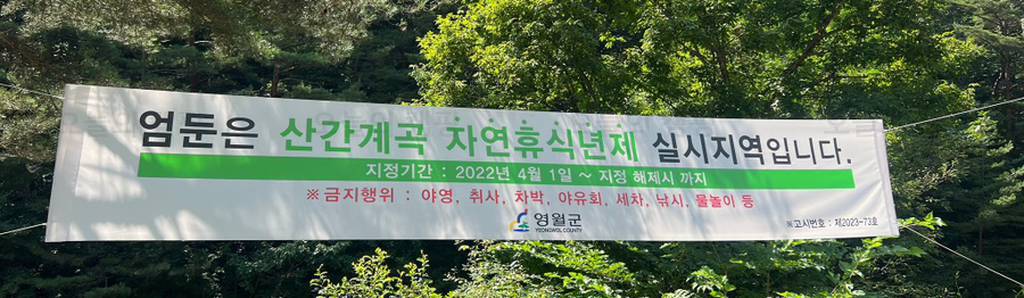 엄둔은 산간계곡 자연휴식년제 실시지역입니다.
지정기간 : 2022년 4월 1일 ~ 지정 해제시 까지
※ 금지행위 : 야영, 취사, 차박, 야유회, 세차, 낚시, 물놀이 등
영월군
YEONGWOL COUNTY
※고시번호 : 제2023-73호